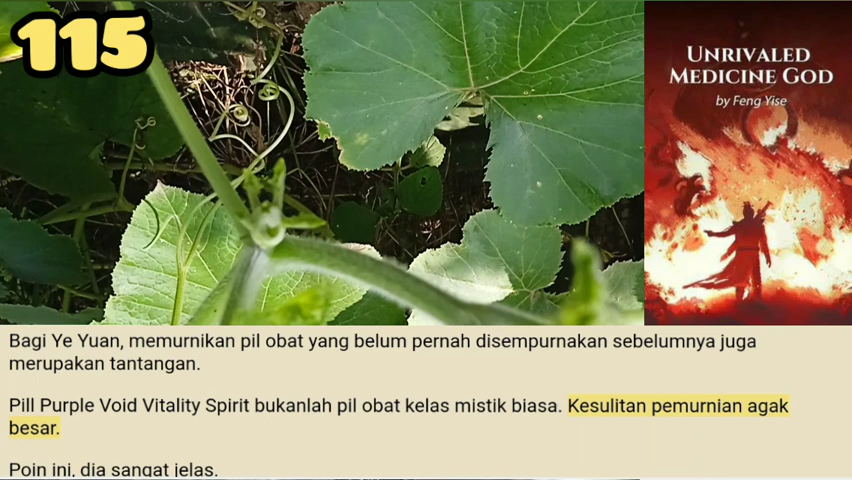 115
UNRIVALED
MEDICINE GOD
by Feng Yise
Bagi Ye Yuan, memurnikan pil obat yang belum pernah disempurnakan sebelumnya juga
merupakan tantangan.
Pill Purple Void Vitality Spirit bukanlah pil obat kelas mistik biasa. Kesulitan pemurnian agak
besar.
Poin ini, dia sangat jelas.